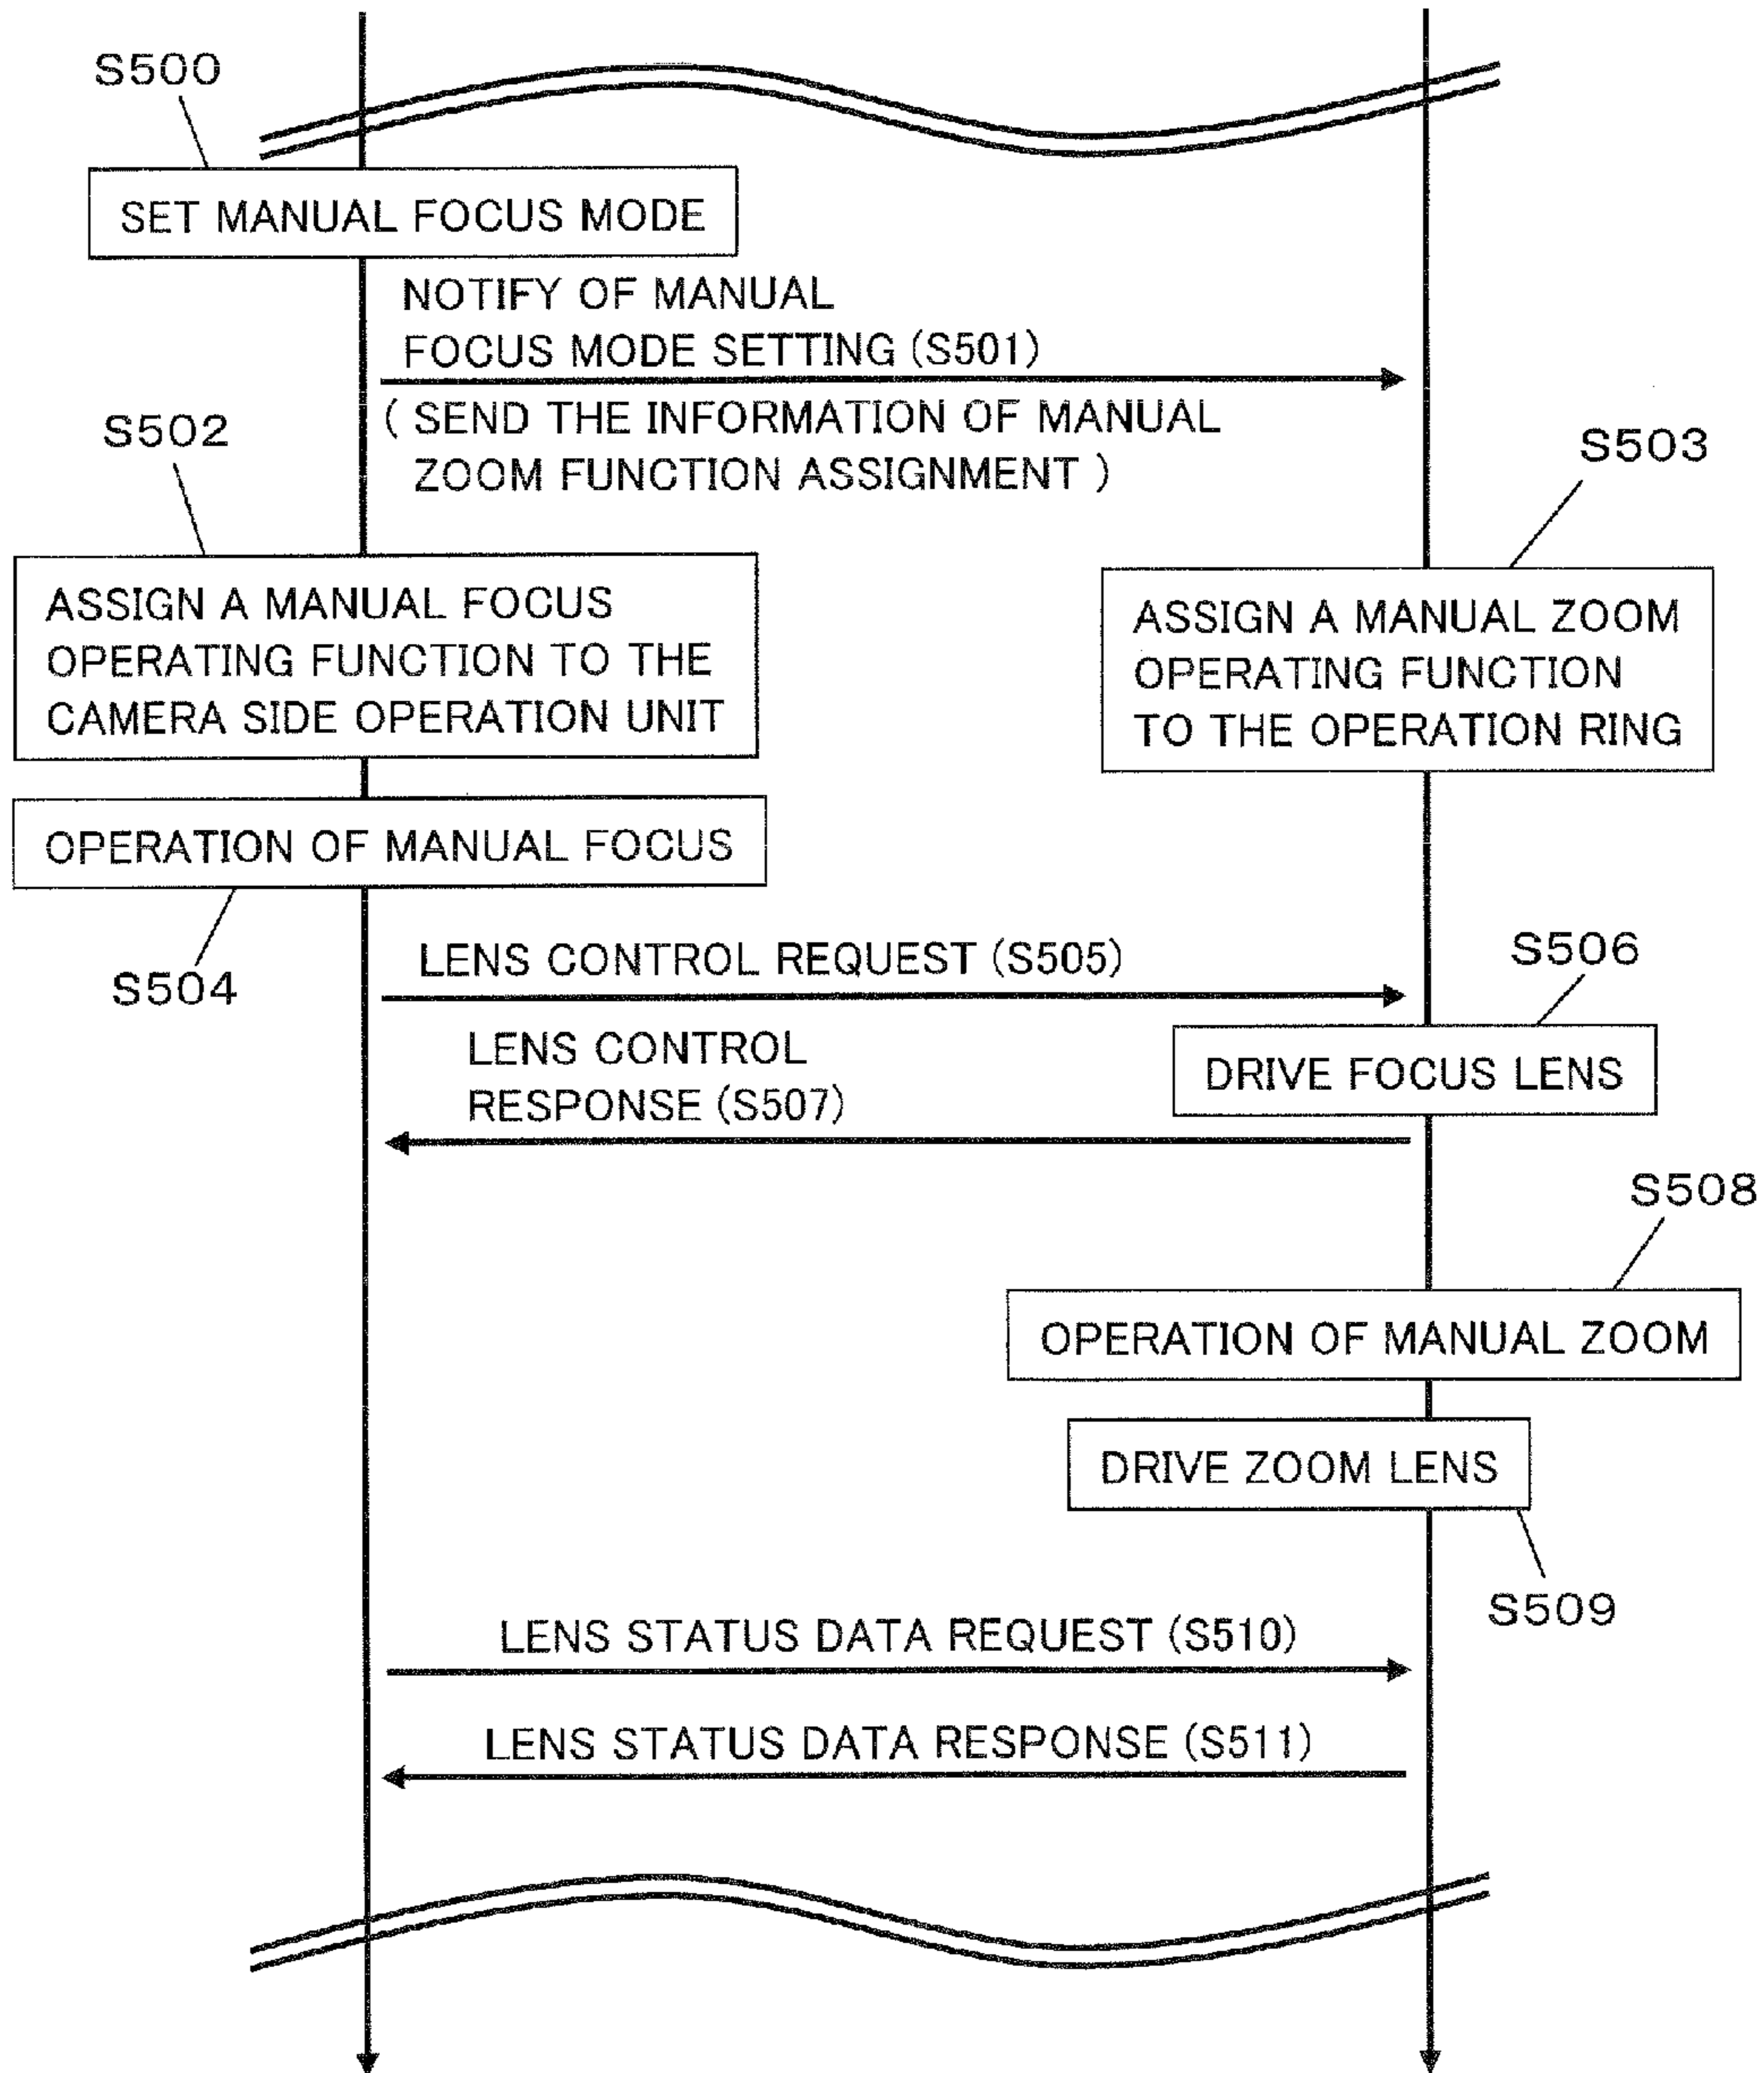 S500
SET MANUAL FOCUS MODE
NOTIFY OF MANUAL
FOCUS MODE SETTING (S501)
( SEND THE INFORMATION OF MANUAL
ZOOM FUNCTION ASSIGNMENT )
S502
S503
ASSIGN A MANUAL FOCUS
OPERATING FUNCTION TO THE
CAMERA SIDE OPERATION UNIT
ASSIGN A MANUAL ZOOM
OPERATING FUNCTION
TO THE OPERATION RING
OPERATION OF MANUAL FOCUS
S504
LENS CONTROL REQUEST (S505)
S506
DRIVE FOCUS LENS
LENS CONTROL
RESPONSE (S507)
S508
OPERATION OF MANUAL ZOOM
DRIVE ZOOM LENS
S509
LENS STATUS DATA REQUEST (S510)
LENS STATUS DATA RESPONSE (S511)